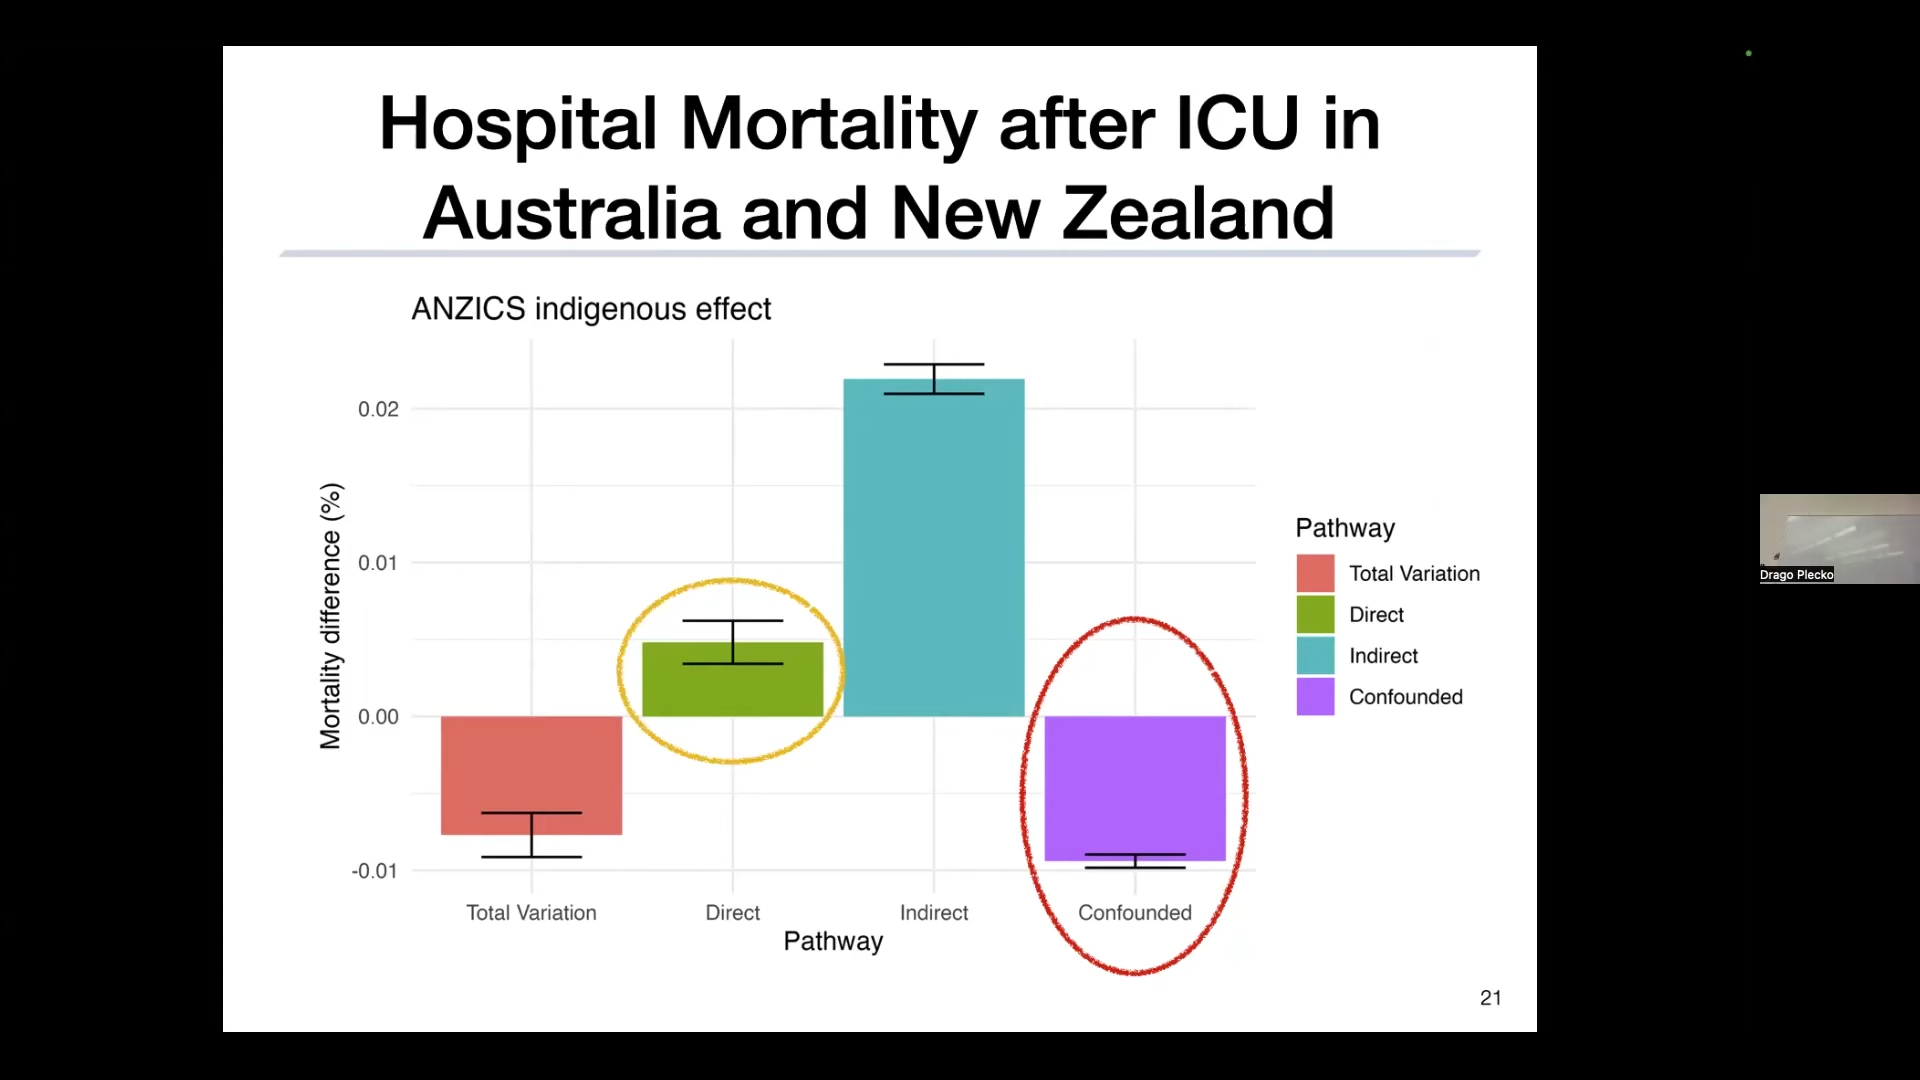 Hospital Mortality after ICU in
Australia and New Zealand
ANZICS indigenous effect
Mortality difference (%)
0.02
0.01
0.00
-0.01
Total Variation
Direct
Indirect
Confounded
Pathway
Pathway
Total Variation
Direct
Indirect
Confounded
21
Drago Plecko